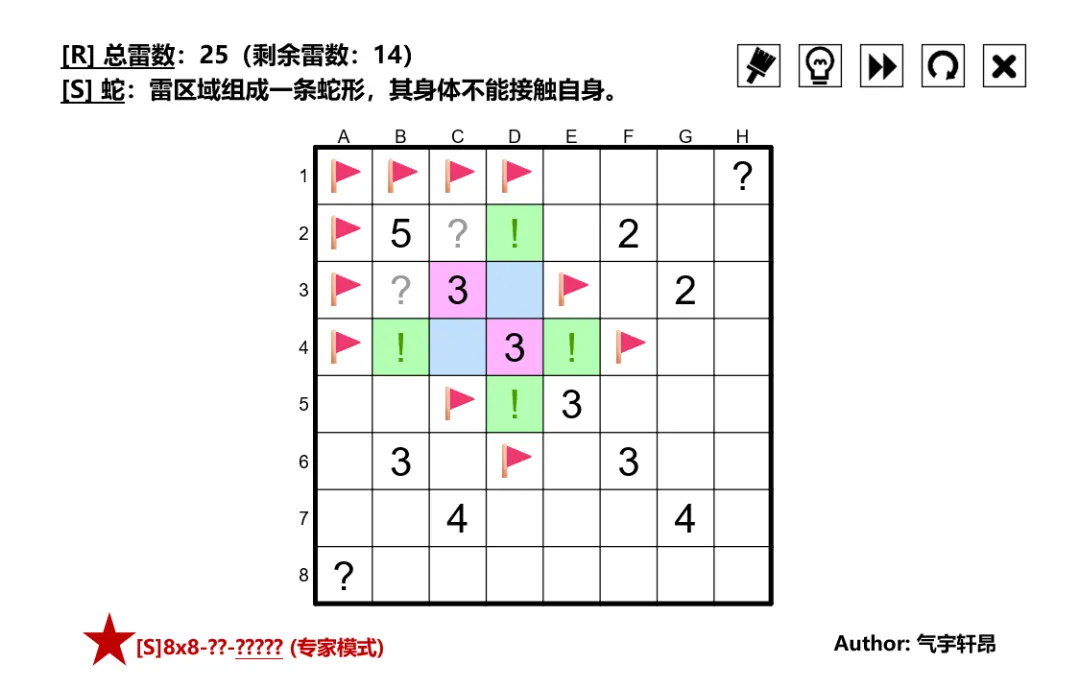 [R] 总雷数：25（剩余雷数：14）
[S] 蛇：雷区域组成一条蛇形，其身体不能接触自身。
A B C D E F G H
1 ?
2 5 ? ! 2
3 ? 3 2
4 ! 3 !
5 ! 3
6 3 3
7 4 4
8 ?
[S]8x8-??-????? (专家模式)
Author: 气宇轩昂